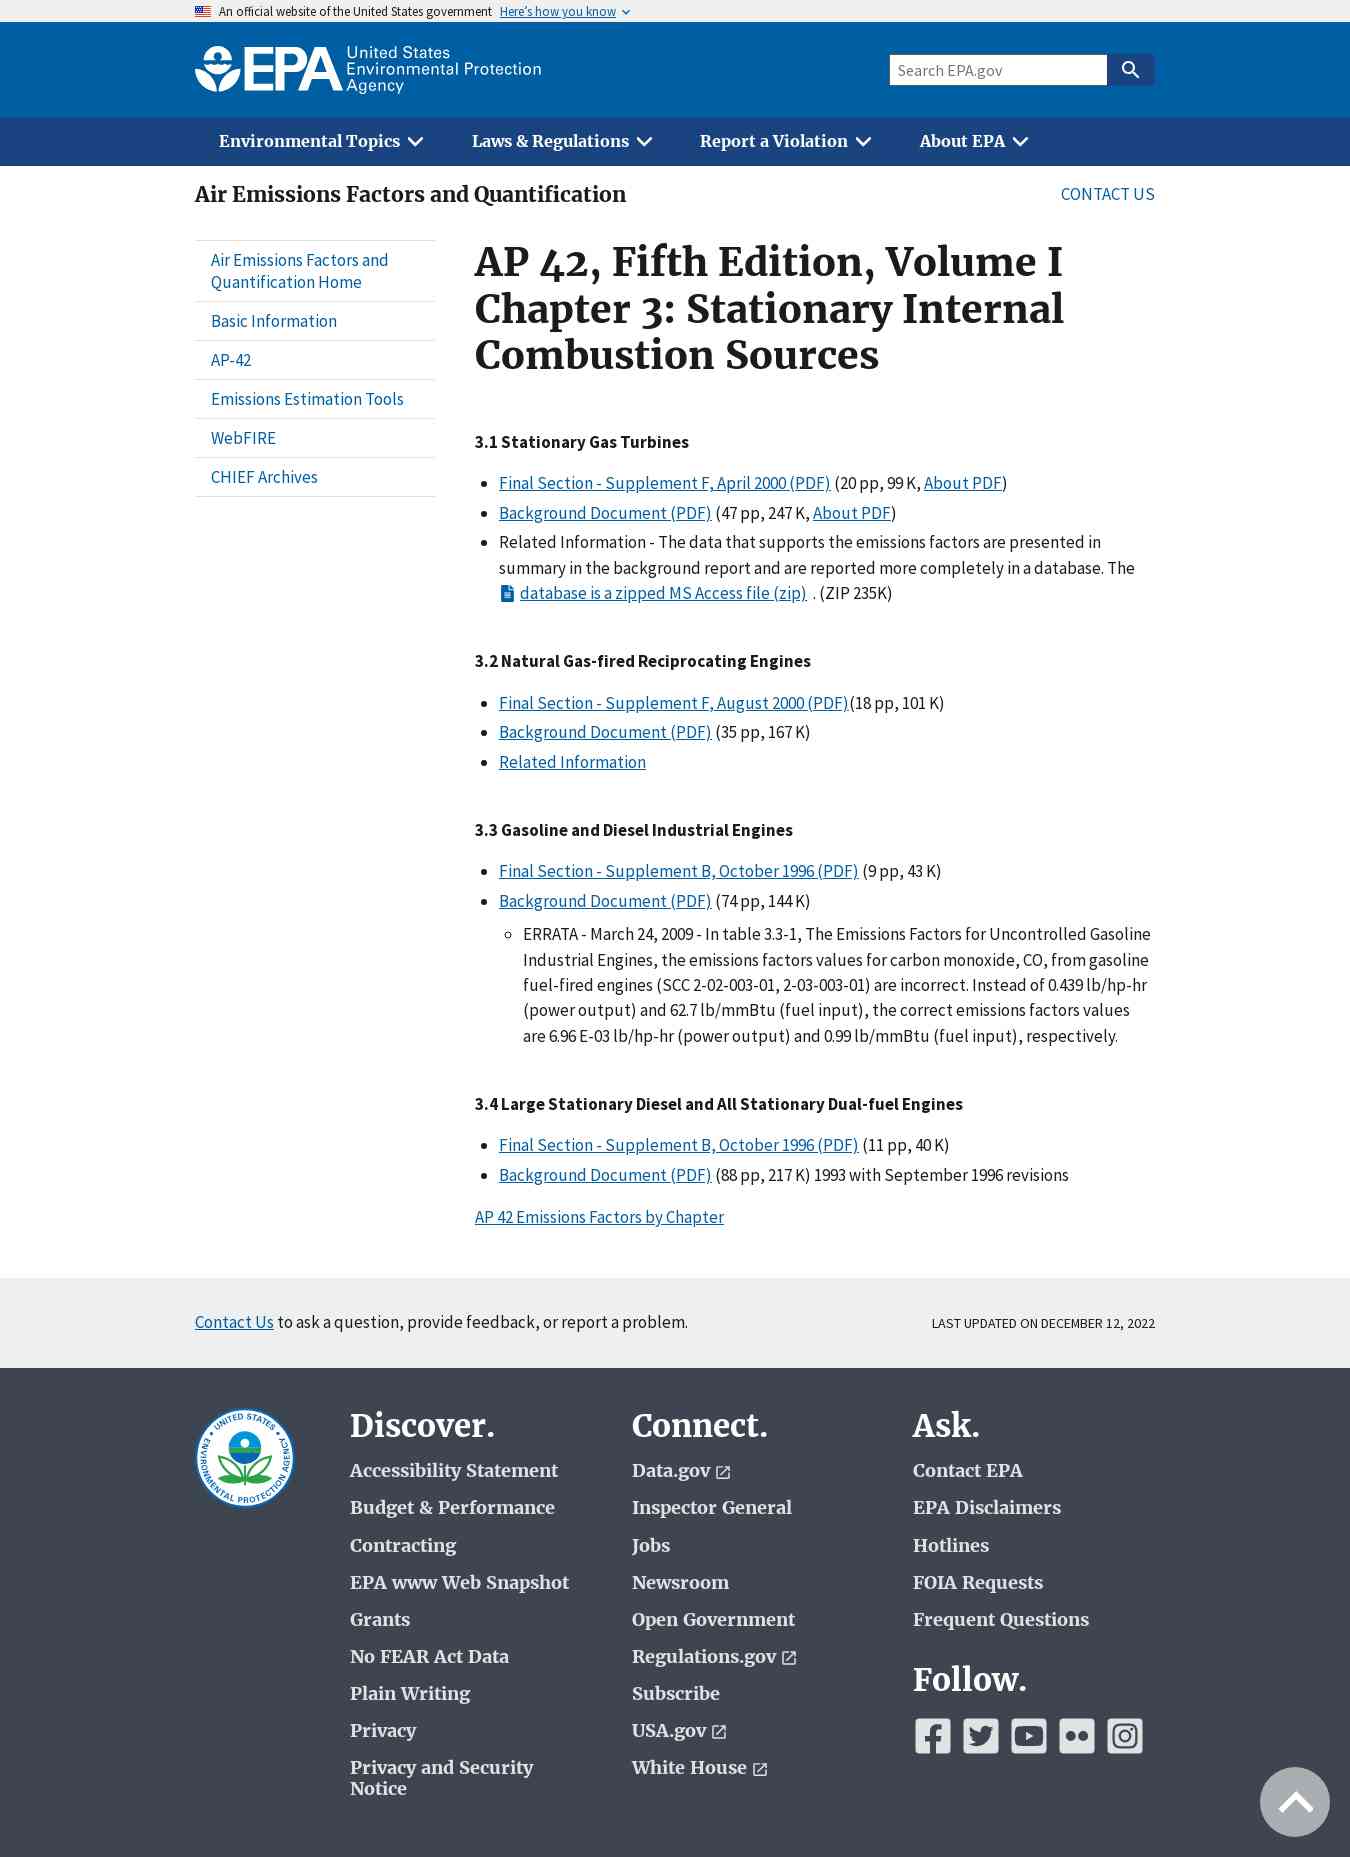 An official website of the United States government Here's how you know
EPA United States
Environmental Protection
Agency
Search EPA.gov
Environmental Topics
Laws & Regulations
Report a Violation
About EPA
Air Emissions Factors and Quantification
CONTACT US
Air Emissions Factors and
Quantification Home
Basic Information
AP-42
Emissions Estimation Tools
WebFIRE
CHIEF Archives
AP 42, Fifth Edition, Volume I
Chapter 3: Stationary Internal
Combustion Sources
3.1 Stationary Gas Turbines
Final Section - Supplement F, April 2000 (PDF) (20 pp, 99 K, About PDF)
Background Document (PDF) (47 pp, 247 K, About PDF)
Related Information - The data that supports the emissions factors are presented in
summary in the background report and are reported more completely in a database. The
database is a zipped MS Access file (zip) . (ZIP 235K)
3.2 Natural Gas-fired Reciprocating Engines
Final Section - Supplement F, August 2000 (PDF)(18 pp, 101 K)
Background Document (PDF) (35 pp, 167 K)
Related Information
3.3 Gasoline and Diesel Industrial Engines
Final Section - Supplement B, October 1996 (PDF) (9 pp, 43 K)
Background Document (PDF) (74 pp, 144 K)
ERRATA - March 24, 2009 - In table 3.3-1, The Emissions Factors for Uncontrolled Gasoline
Industrial Engines, the emissions factors values for carbon monoxide, CO, from gasoline
fuel-fired engines (SCC 2-02-003-01, 2-03-003-01) are incorrect. Instead of 0.439 lb/hp-hr
(power output) and 62.7 lb/mmBtu (fuel input), the correct emissions factors values
are 6.96 E-03 lb/hp-hr (power output) and 0.99 lb/mmBtu (fuel input), respectively.
3.4 Large Stationary Diesel and All Stationary Dual-fuel Engines
Final Section - Supplement B, October 1996 (PDF) (11 pp, 40 K)
Background Document (PDF) (88 pp, 217 K) 1993 with September 1996 revisions
AP 42 Emissions Factors by Chapter
Contact Us to ask a question, provide feedback, or report a problem.
LAST UPDATED ON DECEMBER 12, 2022
UNITED STATES
ENVIRONMENTAL PROTECTION AGENCY
Discover.
Accessibility Statement
Budget & Performance
Contracting
EPA www Web Snapshot
Grants
No FEAR Act Data
Plain Writing
Privacy
Privacy and Security
Notice
Connect.
Data.gov
Inspector General
Jobs
Newsroom
Open Government
Regulations.gov
Subscribe
USA.gov
White House
Ask.
Contact EPA
EPA Disclaimers
Hotlines
FOIA Requests
Frequent Questions
Follow.